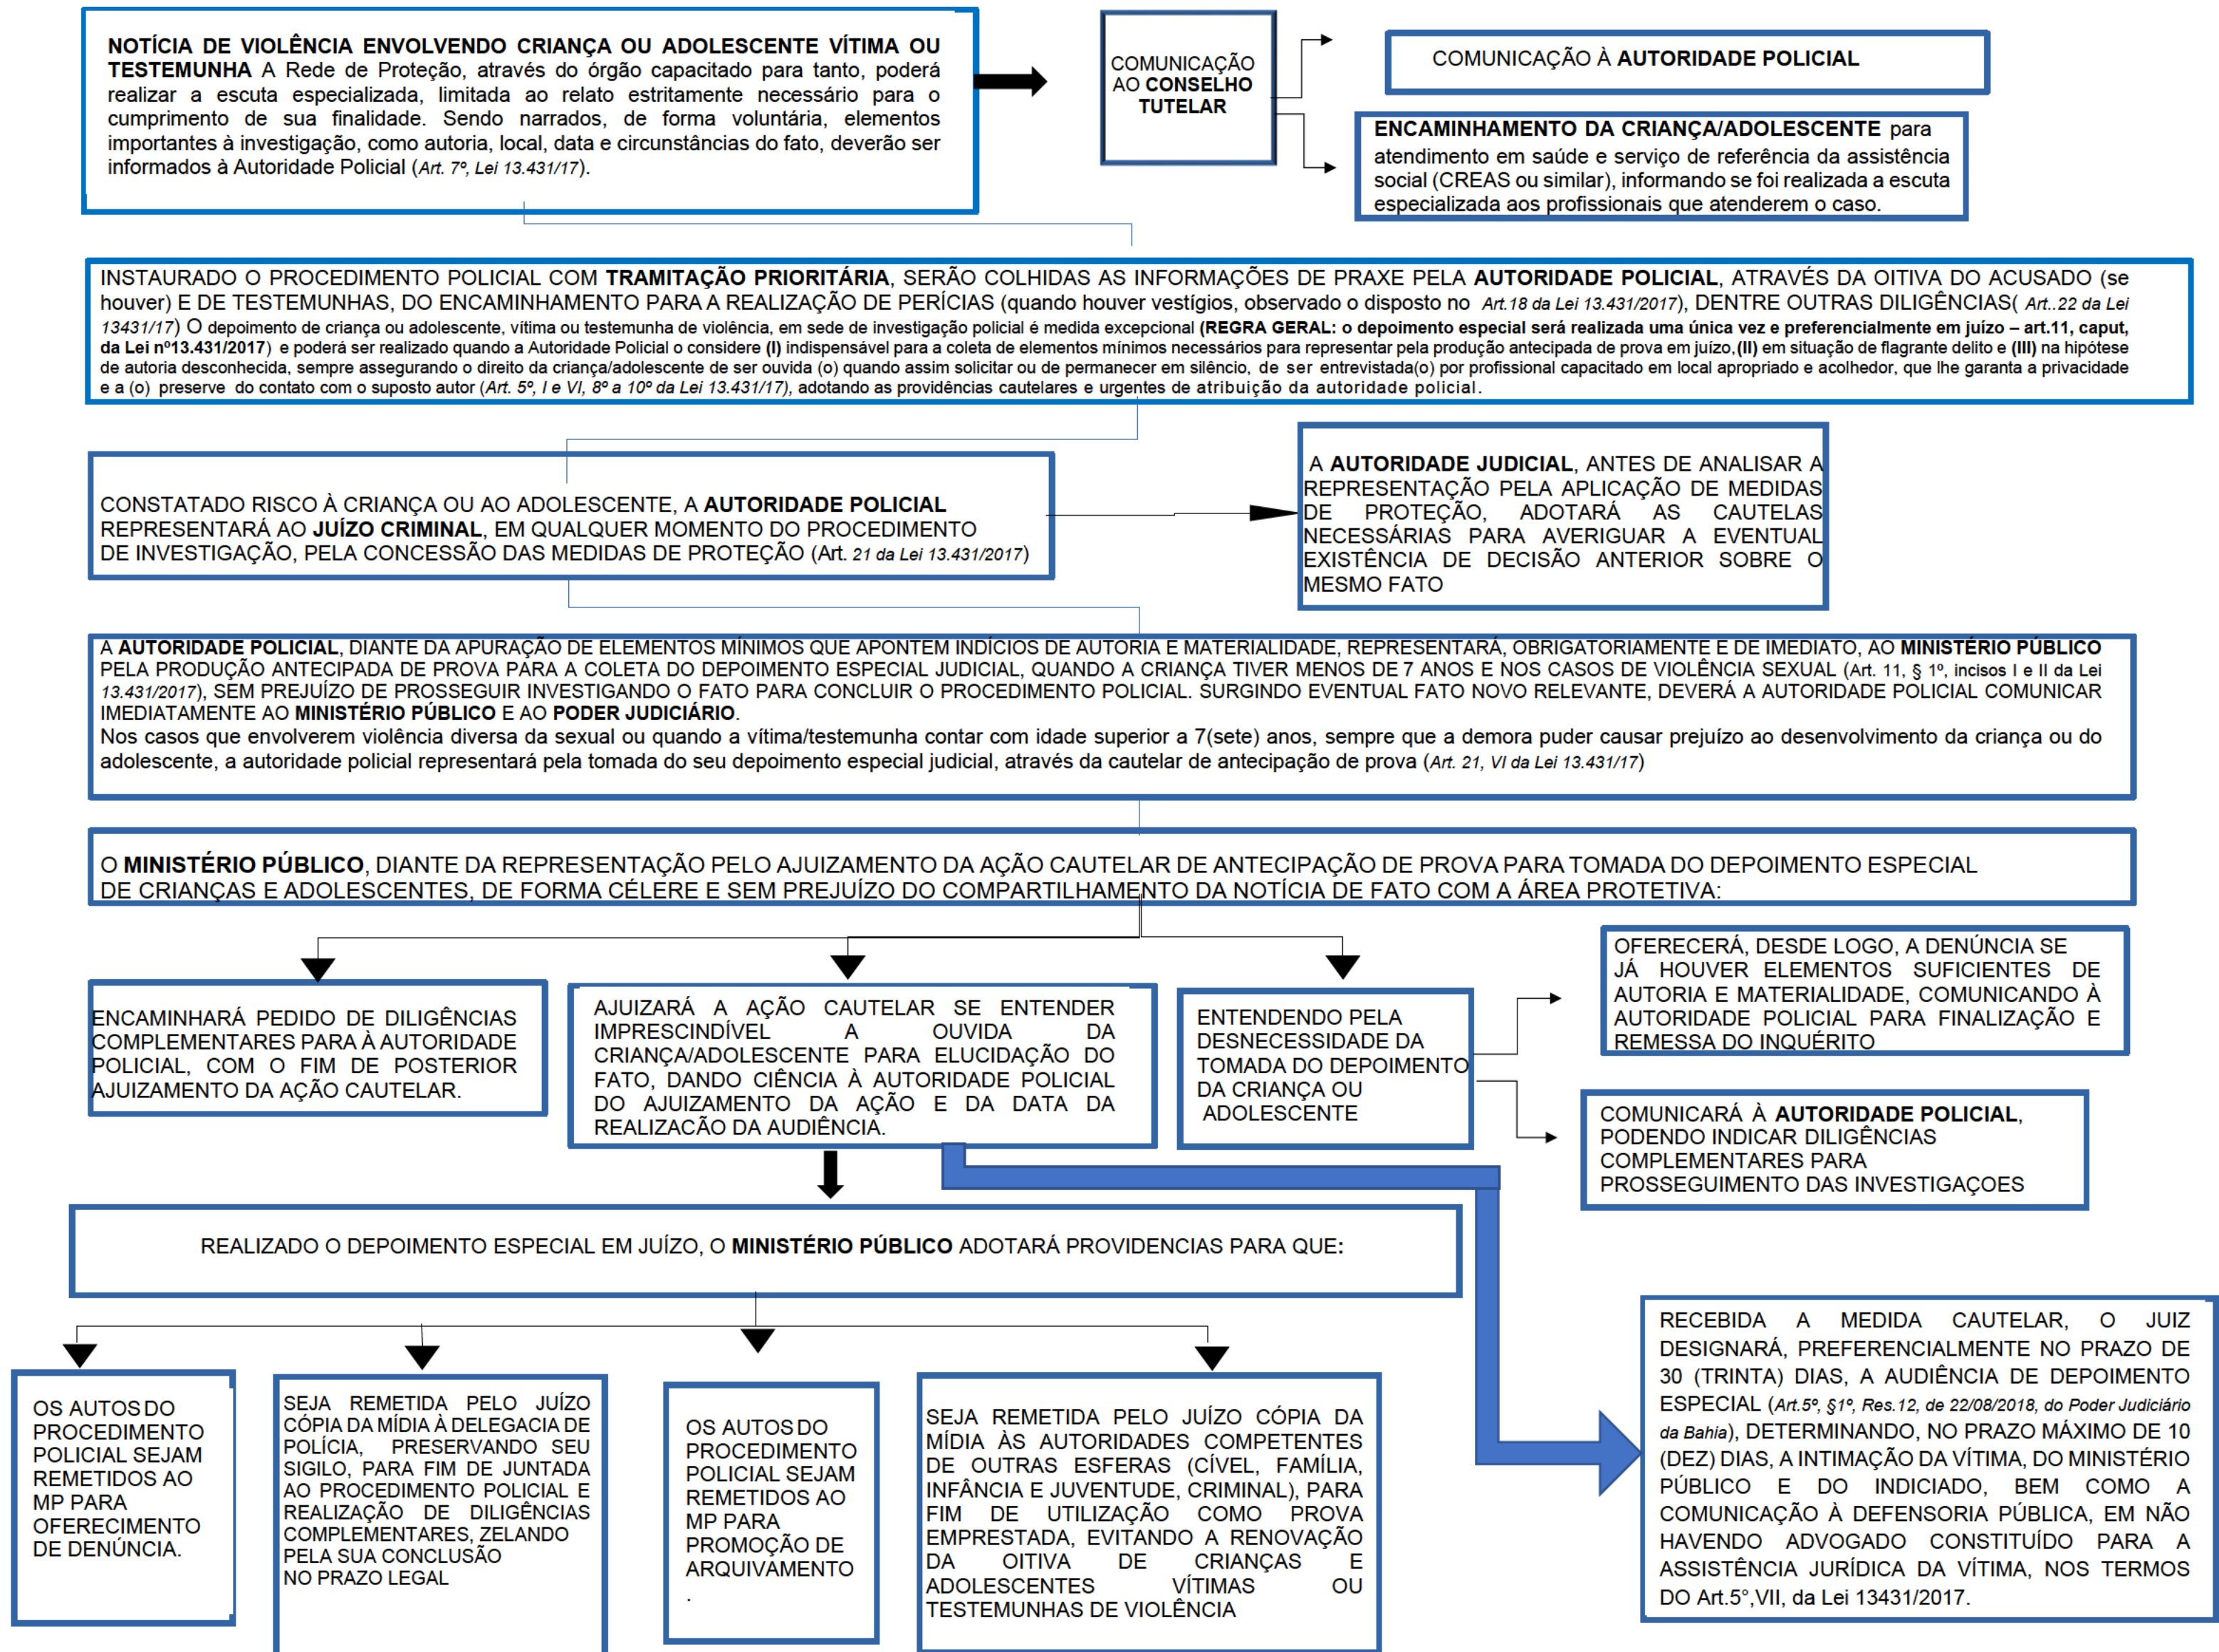 NOTÍCIA DE VIOLÊNCIA ENVOLVENDO CRIANÇA OU ADOLESCENTE VÍTIMA OU
TESTEMUNHA A Rede de Proteção, através do órgão capacitado para tanto, poderá
realizar a escuta especializada, limitada ao relato estritamente necessário para o
cumprimento de sua finalidade. Sendo narrados, de forma voluntária, elementos
importantes à investigação, como autoria, local, data e circunstâncias do fato, deverão ser
informados à Autoridade Policial (Art. 7º, Lei 13.431/17).
COMUNICAÇÃO
AO CONSELHO
TUTELAR
COMUNICAÇÃO À AUTORIDADE POLICIAL
ENCAMINHAMENTO DA CRIANÇA/ADOLESCENTE para
atendimento em saúde e serviço de referência da assistência
social (CREAS ou similar), informando se foi realizada a escuta
especializada aos profissionais que atenderem o caso.
INSTAURADO O PROCEDIMENTO POLICIAL COM TRAMITAÇÃO PRIORITÁRIA, SERÃO COLHIDAS AS INFORMAÇÕES DE PRAXE PELA AUTORIDADE POLICIAL, ATRAVÉS DA OITIVA DO ACUSADO (se
houver) E DE TESTEMUNHAS, DO ENCAMINHAMENTO PARA A REALIZAÇÃO DE PERÍCIAS (quando houver vestígios, observado o disposto no Art.18 da Lei 13.431/2017), DENTRE OUTRAS DILIGÊNCIAS( Art..22 da Lei
13431/17) O depoimento de criança ou adolescente, vítima ou testemunha de violência, em sede de investigação policial é medida excepcional (REGRA GERAL: o depoimento especial será realizada uma única vez e preferencialmente em juízo – art.11, caput,
da Lei nº13.431/2017) e poderá ser realizado quando a Autoridade Policial o considere (I) indispensável para a coleta de elementos mínimos necessários para representar pela produção antecipada de prova em juízo,(II) em situação de flagrante delito e (III) na hipótese
de autoria desconhecida, sempre assegurando o direito da criança/adolescente de ser ouvida (o) quando assim solicitar ou de permanecer em silêncio, de ser entrevistada(o) por profissional capacitado em local apropriado e acolhedor, que lhe garanta a privacidade
e a (o) preserve do contato com o suposto autor (Art. 5º, I e VI, 8º a 10º da Lei 13.431/17), adotando as providências cautelares e urgentes de atribuição da autoridade policial.
CONSTATADO RISCO À CRIANÇA OU AO ADOLESCENTE, A AUTORIDADE POLICIAL
REPRESENTARÁ AO JUÍZO CRIMINAL, EM QUALQUER MOMENTO DO PROCEDIMENTO
DE INVESTIGAÇÃO, PELA CONCESSÃO DAS MEDIDAS DE PROTEÇÃO (Art. 21 da Lei 13.431/2017)
A AUTORIDADE JUDICIAL, ANTES DE ANALISAR A
REPRESENTAÇÃO PELA APLICAÇÃO DE MEDIDAS
DE PROTEÇÃO, ADOTARÁ AS CAUTELAS
NECESSÁRIAS PARA AVERIGUAR A EVENTUAL
EXISTÊNCIA DE DECISÃO ANTERIOR SOBRE O
MESMO FATO
A AUTORIDADE POLICIAL, DIANTE DA APURAÇÃO DE ELEMENTOS MÍNIMOS QUE APONTEM INDÍCIOS DE AUTORIA E MATERIALIDADE, REPRESENTARÁ, OBRIGATORIAMENTE E DE IMEDIATO, AO MINISTÉRIO PÚBLICO
PELA PRODUÇÃO ANTECIPADA DE PROVA PARA A COLETA DO DEPOIMENTO ESPECIAL JUDICIAL, QUANDO A CRIANÇA TIVER MENOS DE 7 ANOS E NOS CASOS DE VIOLÊNCIA SEXUAL (Art. 11, § 1º, incisos I e II da Lei
13.431/2017), SEM PREJUÍZO DE PROSSEGUIR INVESTIGANDO O FATO PARA CONCLUIR O PROCEDIMENTO POLICIAL. SURGINDO EVENTUAL FATO NOVO RELEVANTE, DEVERÁ A AUTORIDADE POLICIAL COMUNICAR
IMEDIATAMENTE AO MINISTÉRIO PÚBLICO E AO PODER JUDICIÁRIO.
Nos casos que envolverem violência diversa da sexual ou quando a vítima/testemunha contar com idade superior a 7(sete) anos, sempre que a demora puder causar prejuízo ao desenvolvimento da criança ou do
adolescente, a autoridade policial representará pela tomada do seu depoimento especial judicial, através da cautelar de antecipação de prova (Art. 21, VI da Lei 13.431/17)
O MINISTÉRIO PÚBLICO, DIANTE DA REPRESENTAÇÃO PELO AJUIZAMENTO DA AÇÃO CAUTELAR DE ANTECIPAÇÃO DE PROVA PARA TOMADA DO DEPOIMENTO ESPECIAL
DE CRIANÇAS E ADOLESCENTES, DE FORMA CÉLERE E SEM PREJUÍZO DO COMPARTILHAMENTO DA NOTÍCIA DE FATO COM A ÁREA PROTETIVA:
ENCAMINHARÁ PEDIDO DE DILIGÊNCIAS
COMPLEMENTARES PARA À AUTORIDADE
POLICIAL, COM O FIM DE POSTERIOR
AJUIZAMENTO DA AÇÃO CAUTELAR.
AJUIZARÁ A AÇÃO CAUTELAR SE ENTENDER
IMPRESCINDÍVEL A OUVIDA DA
CRIANÇA/ADOLESCENTE PARA ELUCIDAÇÃO DO
FATO, DANDO CIÊNCIA À AUTORIDADE POLICIAL
DO AJUIZAMENTO DA AÇÃO E DA DATA DA
REALIZACÃO DA AUDIÊNCIA.
ENTENDENDO PELA
DESNECESSIDADE DA
TOMADA DO DEPOIMENTO
DA CRIANÇA OU
ADOLESCENTE
OFERECERÁ, DESDE LOGO, A DENÚNCIA SE
JÁ HOUVER ELEMENTOS SUFICIENTES DE
AUTORIA E MATERIALIDADE, COMUNICANDO À
AUTORIDADE POLICIAL PARA FINALIZAÇÃO E
REMESSA DO INQUÉRITO
COMUNICARÁ À AUTORIDADE POLICIAL,
PODENDO INDICAR DILIGÊNCIAS
COMPLEMENTARES PARA
PROSSEGUIMENTO DAS INVESTIGAÇOES
REALIZADO O DEPOIMENTO ESPECIAL EM JUÍZO, O MINISTÉRIO PÚBLICO ADOTARÁ PROVIDENCIAS PARA QUE:
OS AUTOS DO
PROCEDIMENTO
POLICIAL SEJAM
REMETIDOS AO
MP PARA
OFERECIMENTO
DE DENÚNCIA.
SEJA REMETIDA PELO JUÍZO
CÓPIA DA MÍDIA À DELEGACIA DE
POLÍCIA, PRESERVANDO SEU
SIGILO, PARA FIM DE JUNTADA
AO PROCEDIMENTO POLICIAL E
REALIZAÇÃO DE DILIGÊNCIAS
COMPLEMENTARES, ZELANDO
PELA SUA CONCLUSÃO
NO PRAZO LEGAL
OS AUTOS DO
PROCEDIMENTO
POLICIAL SEJAM
REMETIDOS AO
MP PARA
PROMOÇÃO DE
ARQUIVAMENTO
.
SEJA REMETIDA PELO JUÍZO CÓPIA DA
MÍDIA ÀS AUTORIDADES COMPETENTES
DE OUTRAS ESFERAS (CÍVEL, FAMÍLIA,
INFÂNCIA E JUVENTUDE, CRIMINAL), PARA
FIM DE UTILIZAÇÃO COMO PROVA
EMPRESTADA, EVITANDO A RENOVAÇÃO
DA OITIVA DE CRIANÇAS E
ADOLESCENTES VÍTIMAS OU
TESTEMUNHAS DE VIOLÊNCIA
RECEBIDA A MEDIDA CAUTELAR, O JUIZ
DESIGNARÁ, PREFERENCIALMENTE NO PRAZO DE
30 (TRINTA) DIAS, A AUDIÊNCIA DE DEPOIMENTO
ESPECIAL (Art.5º, §1º, Res.12, de 22/08/2018, do Poder Judiciário
da Bahia), DETERMINANDO, NO PRAZO MÁXIMO DE 10
(DEZ) DIAS, A INTIMAÇÃO DA VÍTIMA, DO MINISTÉRIO
PÚBLICO E DO INDICIADO, BEM COMO A
COMUNICAÇÃO À DEFENSORIA PÚBLICA, EM NÃO
HAVENDO ADVOGADO CONSTITUÍDO PARA A
ASSISTÊNCIA JURÍDICA DA VÍTIMA, NOS TERMOS
DO Art.5°,VII, da Lei 13431/2017.